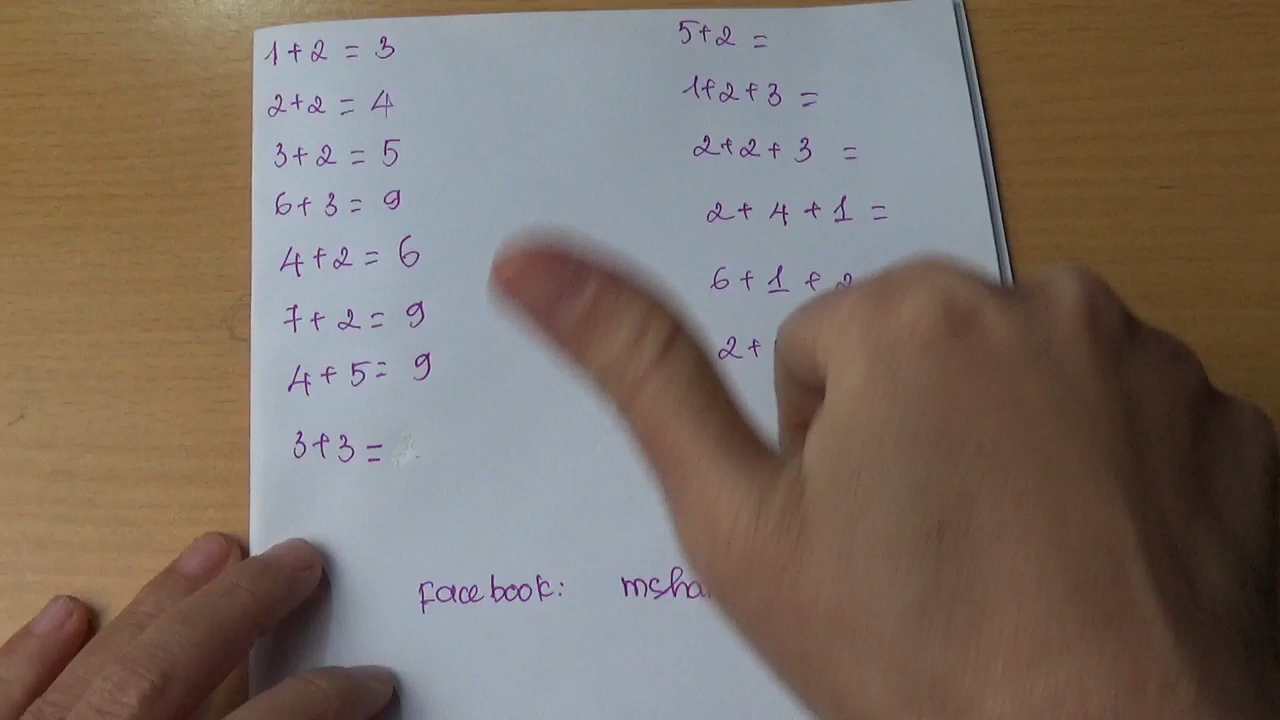 1+2 = 3
2+2 = 4
3+2 = 5
6+3 = 9
4+2 = 6
7+2 = 9
4+5 = 9
3+3 =
5+2 =
1+2+3 =
2+2+3 =
2+4+1 =
6+1+2
2+
Facebook: